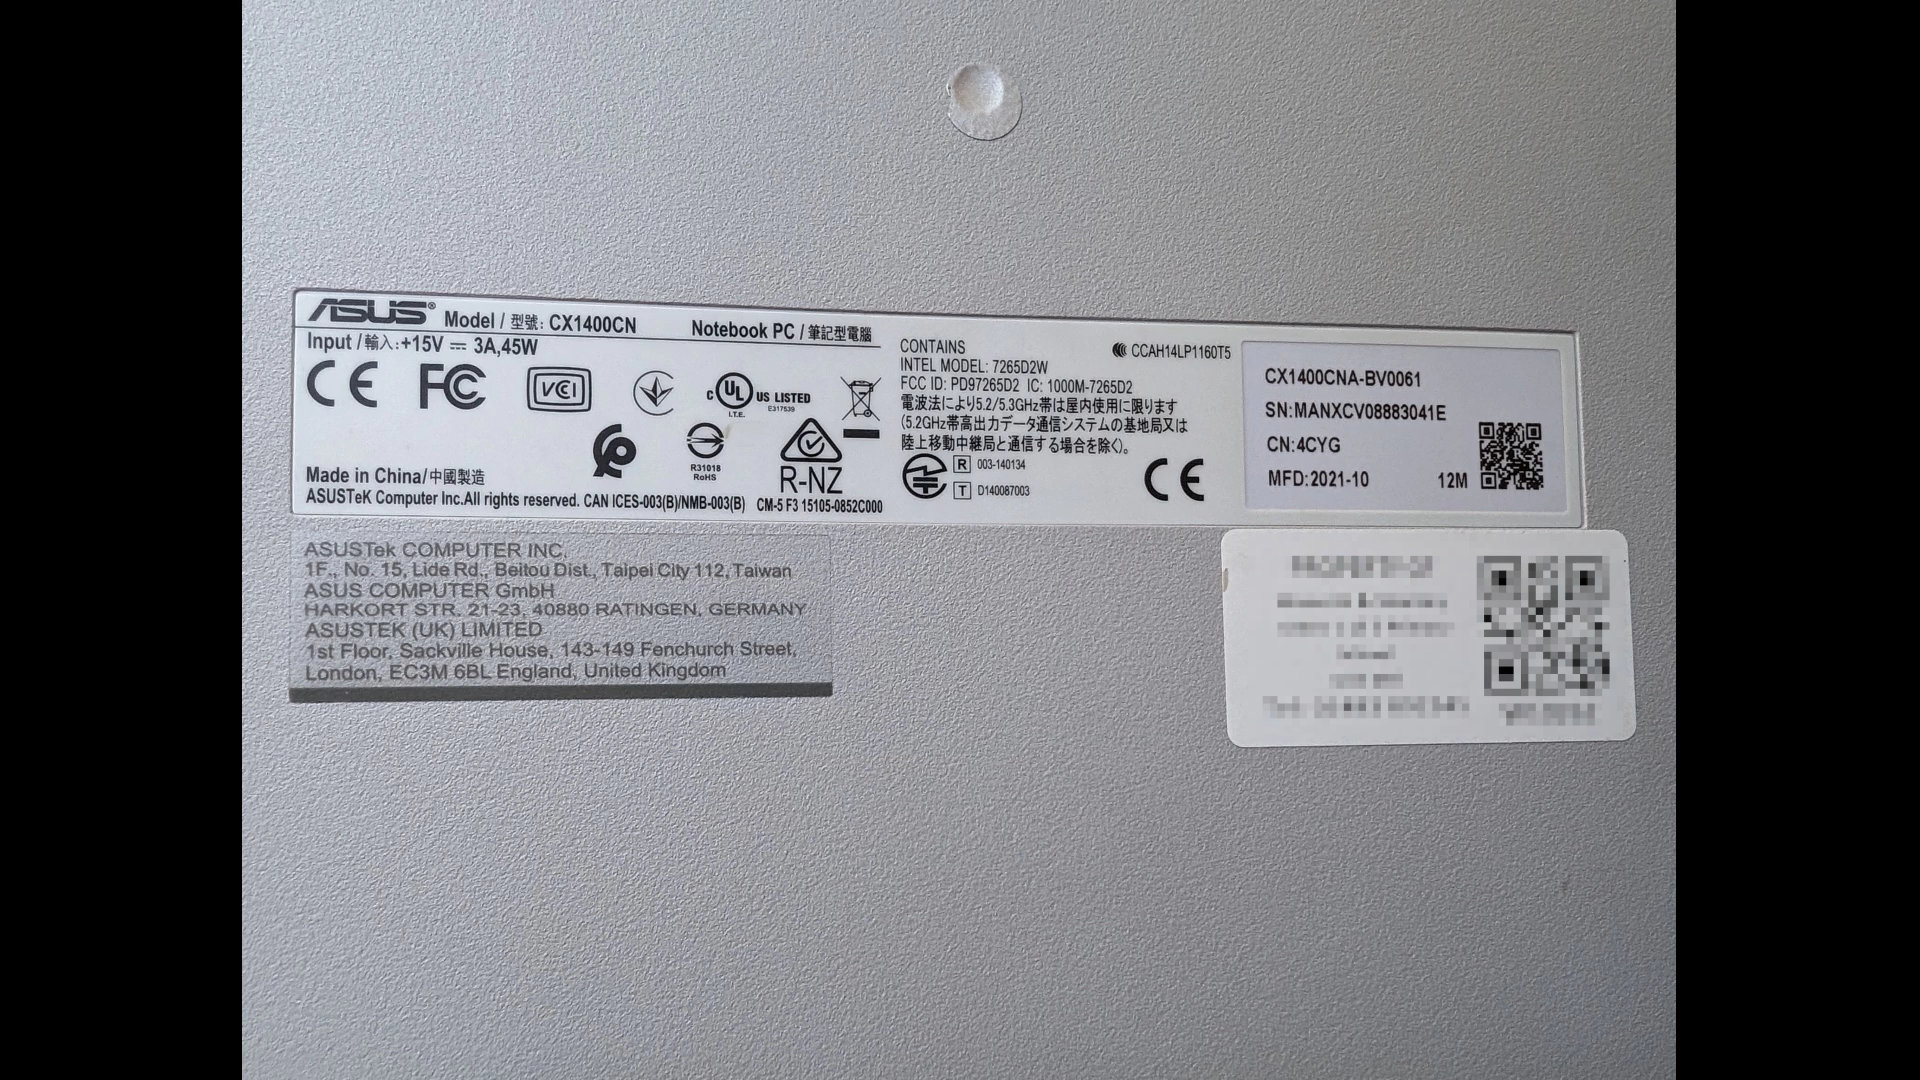 ASUS® Model / 型號: CX1400CN Notebook PC / 筆記型電腦
Input / 輸入:+15V ⎓ 3A,45W
CE FC VCCI c UL US LISTED
I.T.E. E317539
R31018
RoHS
R-NZ
Made in China/中國製造
ASUSTeK Computer Inc.All rights reserved. CAN ICES-003(B)/NMB-003(B) CM-5 F3 15105-0852C000
CONTAINS CCAH14LP1160T5
INTEL MODEL: 7265D2W
FCC ID: PD97265D2 IC: 1000M-7265D2
電波法により5.2/5.3GHz帯は屋内使用に限ります
(5.2GHz帯高出力データ通信システムの基地局又は
陸上移動中継局と通信する場合を除く)。
R 003-140134
T D140087003
CE
CX1400CNA-BV0061
SN:MANXCV08883041E
CN:4CYG
MFD:2021-10 12M
ASUSTek COMPUTER INC.
1F., No. 15, Lide Rd., Beitou Dist., Taipei City 112, Taiwan
ASUS COMPUTER GmbH
HARKORT STR. 21-23, 40880 RATINGEN, GERMANY
ASUSTEK (UK) LIMITED
1st Floor, Sackville House, 143-149 Fenchurch Street,
London, EC3M 6BL England, United Kingdom